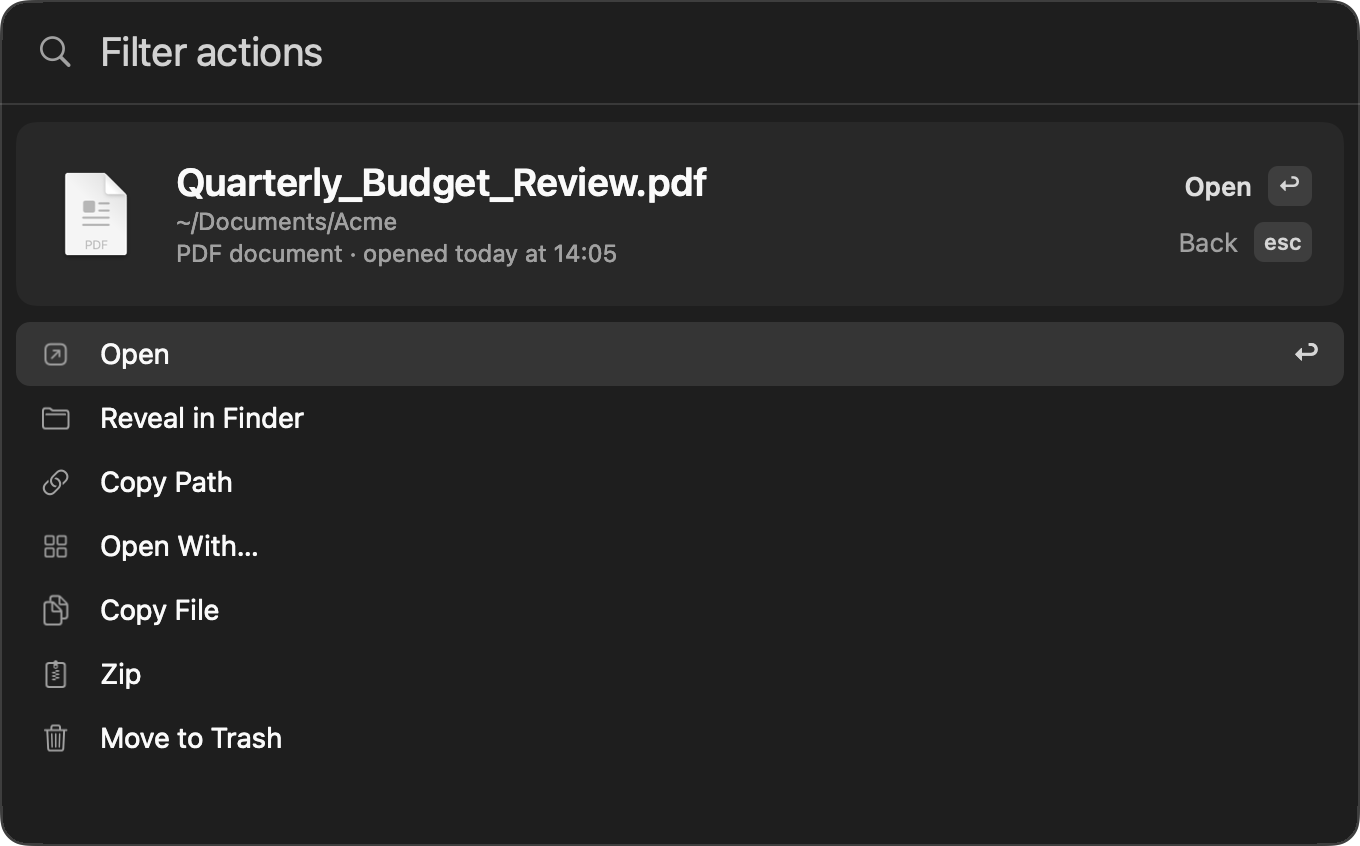 Filter actions
Quarterly_Budget_Review.pdf
~/Documents/Acme
PDF document · opened today at 14:05
PDF
Open ↩
Back esc
Open ↩
Reveal in Finder
Copy Path
Open With...
Copy File
Zip
Move to Trash